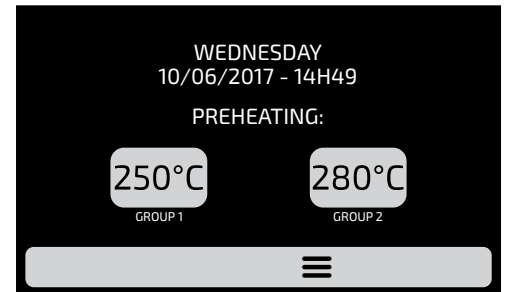 WEDNESDAY
10/06/2017 - 14H49
PREHEATING:
250°C 280°C
GROUP 1 GROUP 2